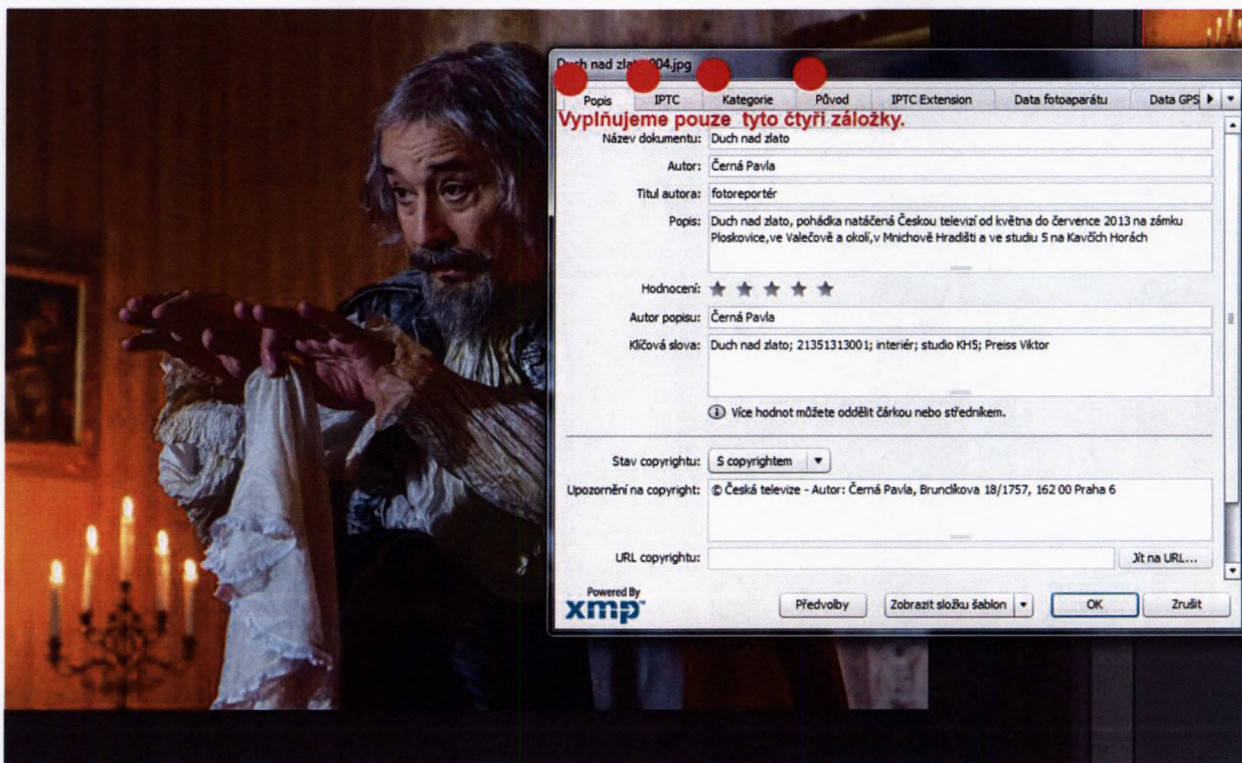 Duch nad zlato 004.jpg
Popis IPTC Kategorie Původ IPTC Extension Data fotoaparátu Data GPS
Vyplňujeme pouze tyto čtyři záložky.
Název dokumentu: Duch nad zlato
Autor: Černá Pavla
Titul autora: fotoreportér
Popis: Duch nad zlato, pohádka natáčená Českou televizí od května do července 2013 na zámku
Ploskovice,ve Valečově a okolí,v Mnichově Hradišti a ve studiu 5 na Kavčích Horách
Hodnocení:
Autor popisu: Černá Pavla
Klíčová slova: Duch nad zlato; 21351313001; interiér; studio KH5; Preiss Viktor
Více hodnot můžete oddělit čárkou nebo středníkem.
Stav copyrightu: S copyrightem
Upozornění na copyright: © Česká televize - Autor: Černá Pavla, Brunclíkova 18/1757, 162 00 Praha 6
URL copyrightu: Jít na URL...
Powered By
xmp™ Předvolby Zobrazit složku šablon OK Zrušit